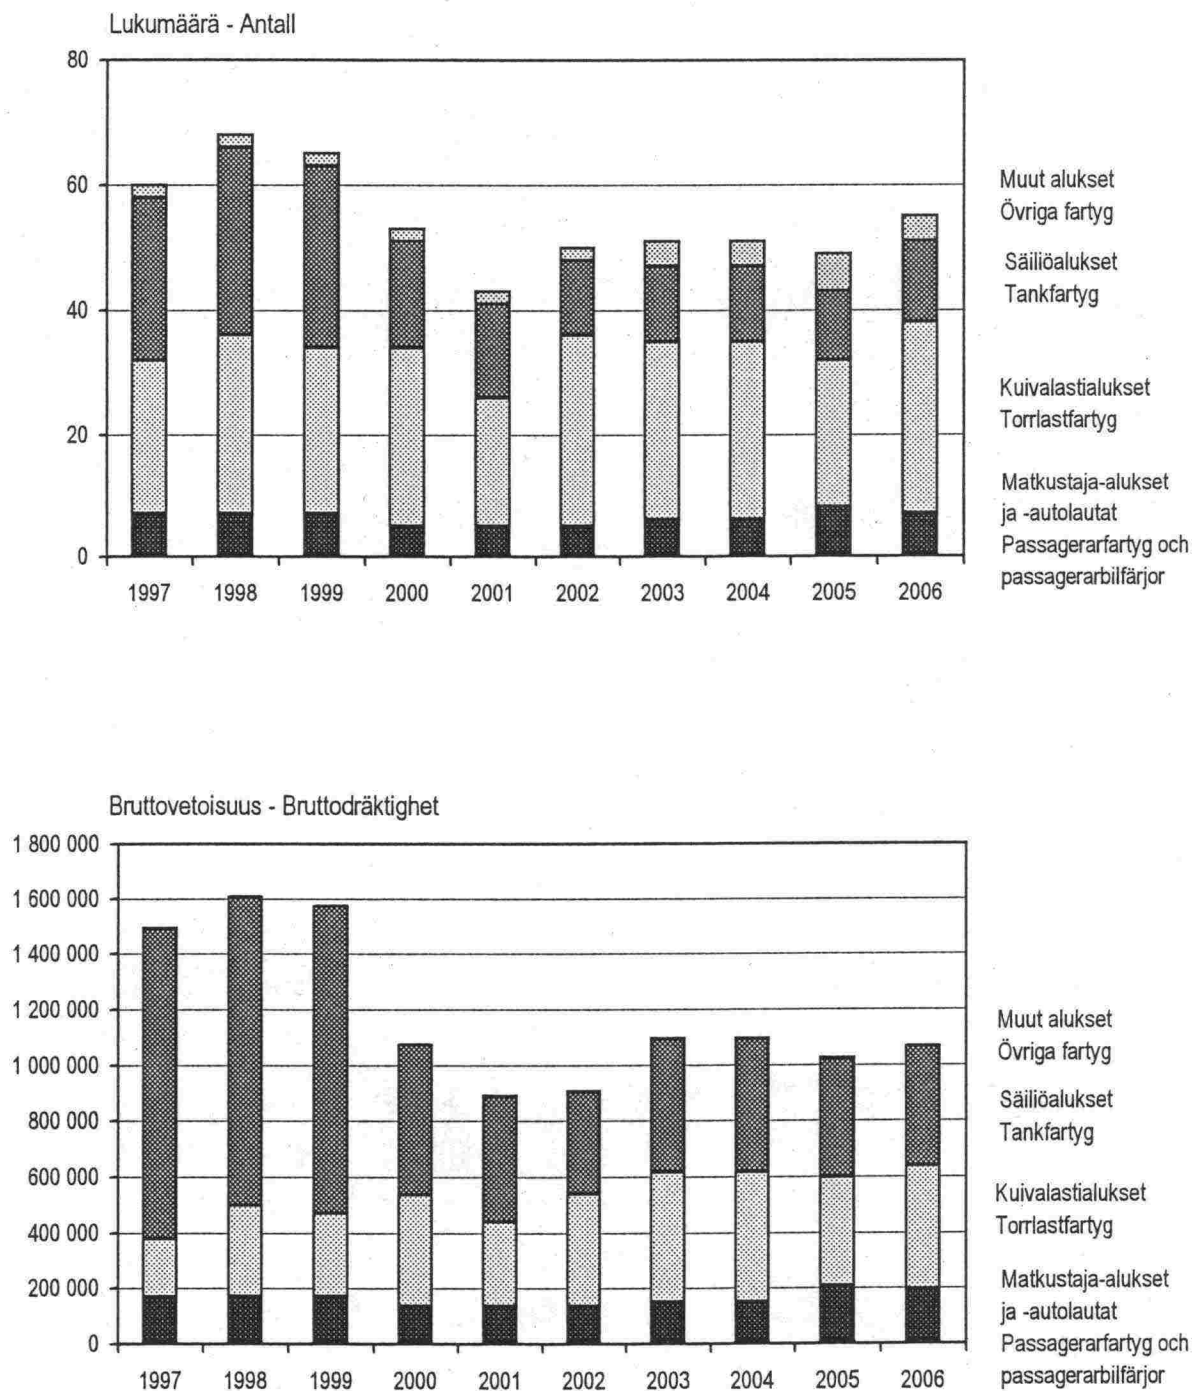 Lukumäärä - Antall
80
60
40
20
0
1997 1998 1999 2000 2001 2002 2003 2004 2005 2006
Muut alukset
Övriga fartyg
Säiliöalukset
Tankfartyg
Kuivalastialukset
Torrlastfartyg
Matkustaja-alukset
ja -autolautat
Passagerarfartyg och
passagerarbilfärjor
Bruttovetoisuus - Bruttodräktighet
1 800 000
1 600 000
1 400 000
1 200 000
1 000 000
800 000
600 000
400 000
200 000
0
1997 1998 1999 2000 2001 2002 2003 2004 2005 2006
Muut alukset
Övriga fartyg
Säiliöalukset
Tankfartyg
Kuivalastialukset
Torrlastfartyg
Matkustaja-alukset
ja -autolautat
Passagerarfartyg och
passagerarbilfärjor